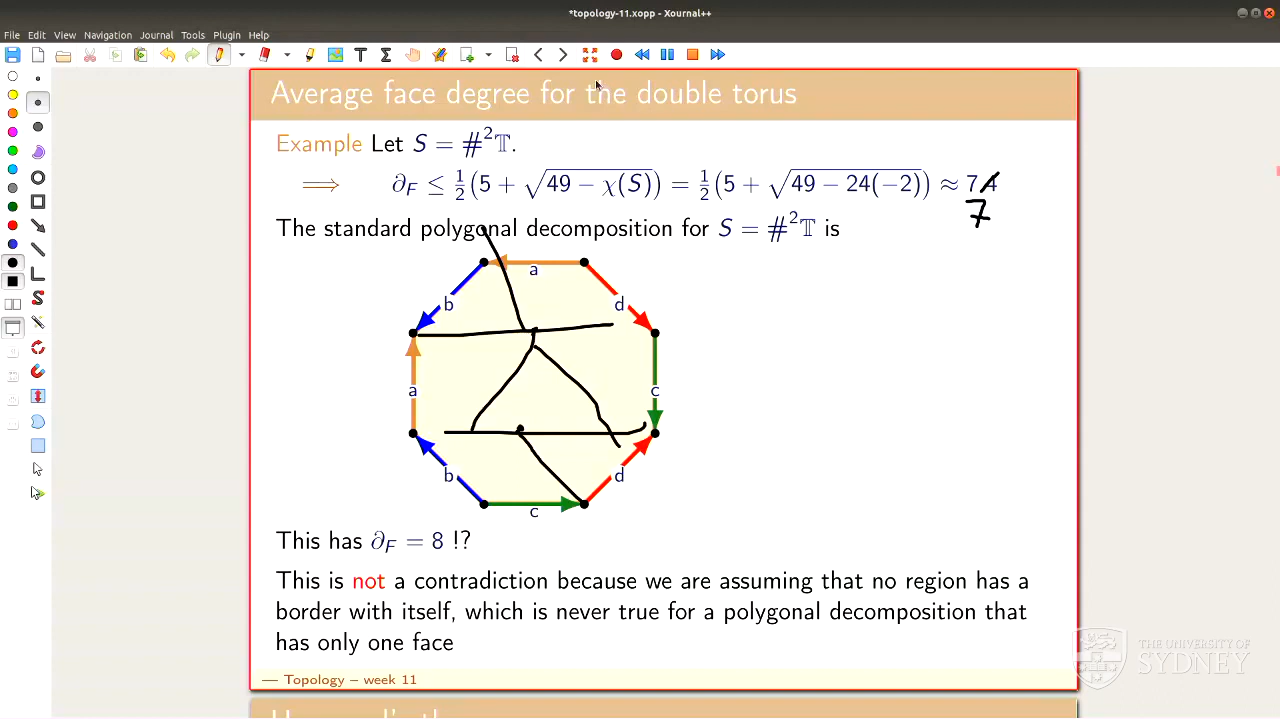 *topology-11.xopp - Xournal++
File Edit View Navigation Journal Tools Plugin Help
Average face degree for the double torus
Example Let S = #²𝕋.
⟹ ∂_F ≤ ½(5 + √(49 − χ(S))) = ½(5 + √(49 − 24(−2))) ≈ 7.4
7
The standard polygonal decomposition for S = #²𝕋 is
a
b
d
a
c
b
d
c
This has ∂_F = 8 !?
This is not a contradiction because we are assuming that no region has a
border with itself, which is never true for a polygonal decomposition that
has only one face
— Topology – week 11
THE UNIVERSITY OF
SYDNEY